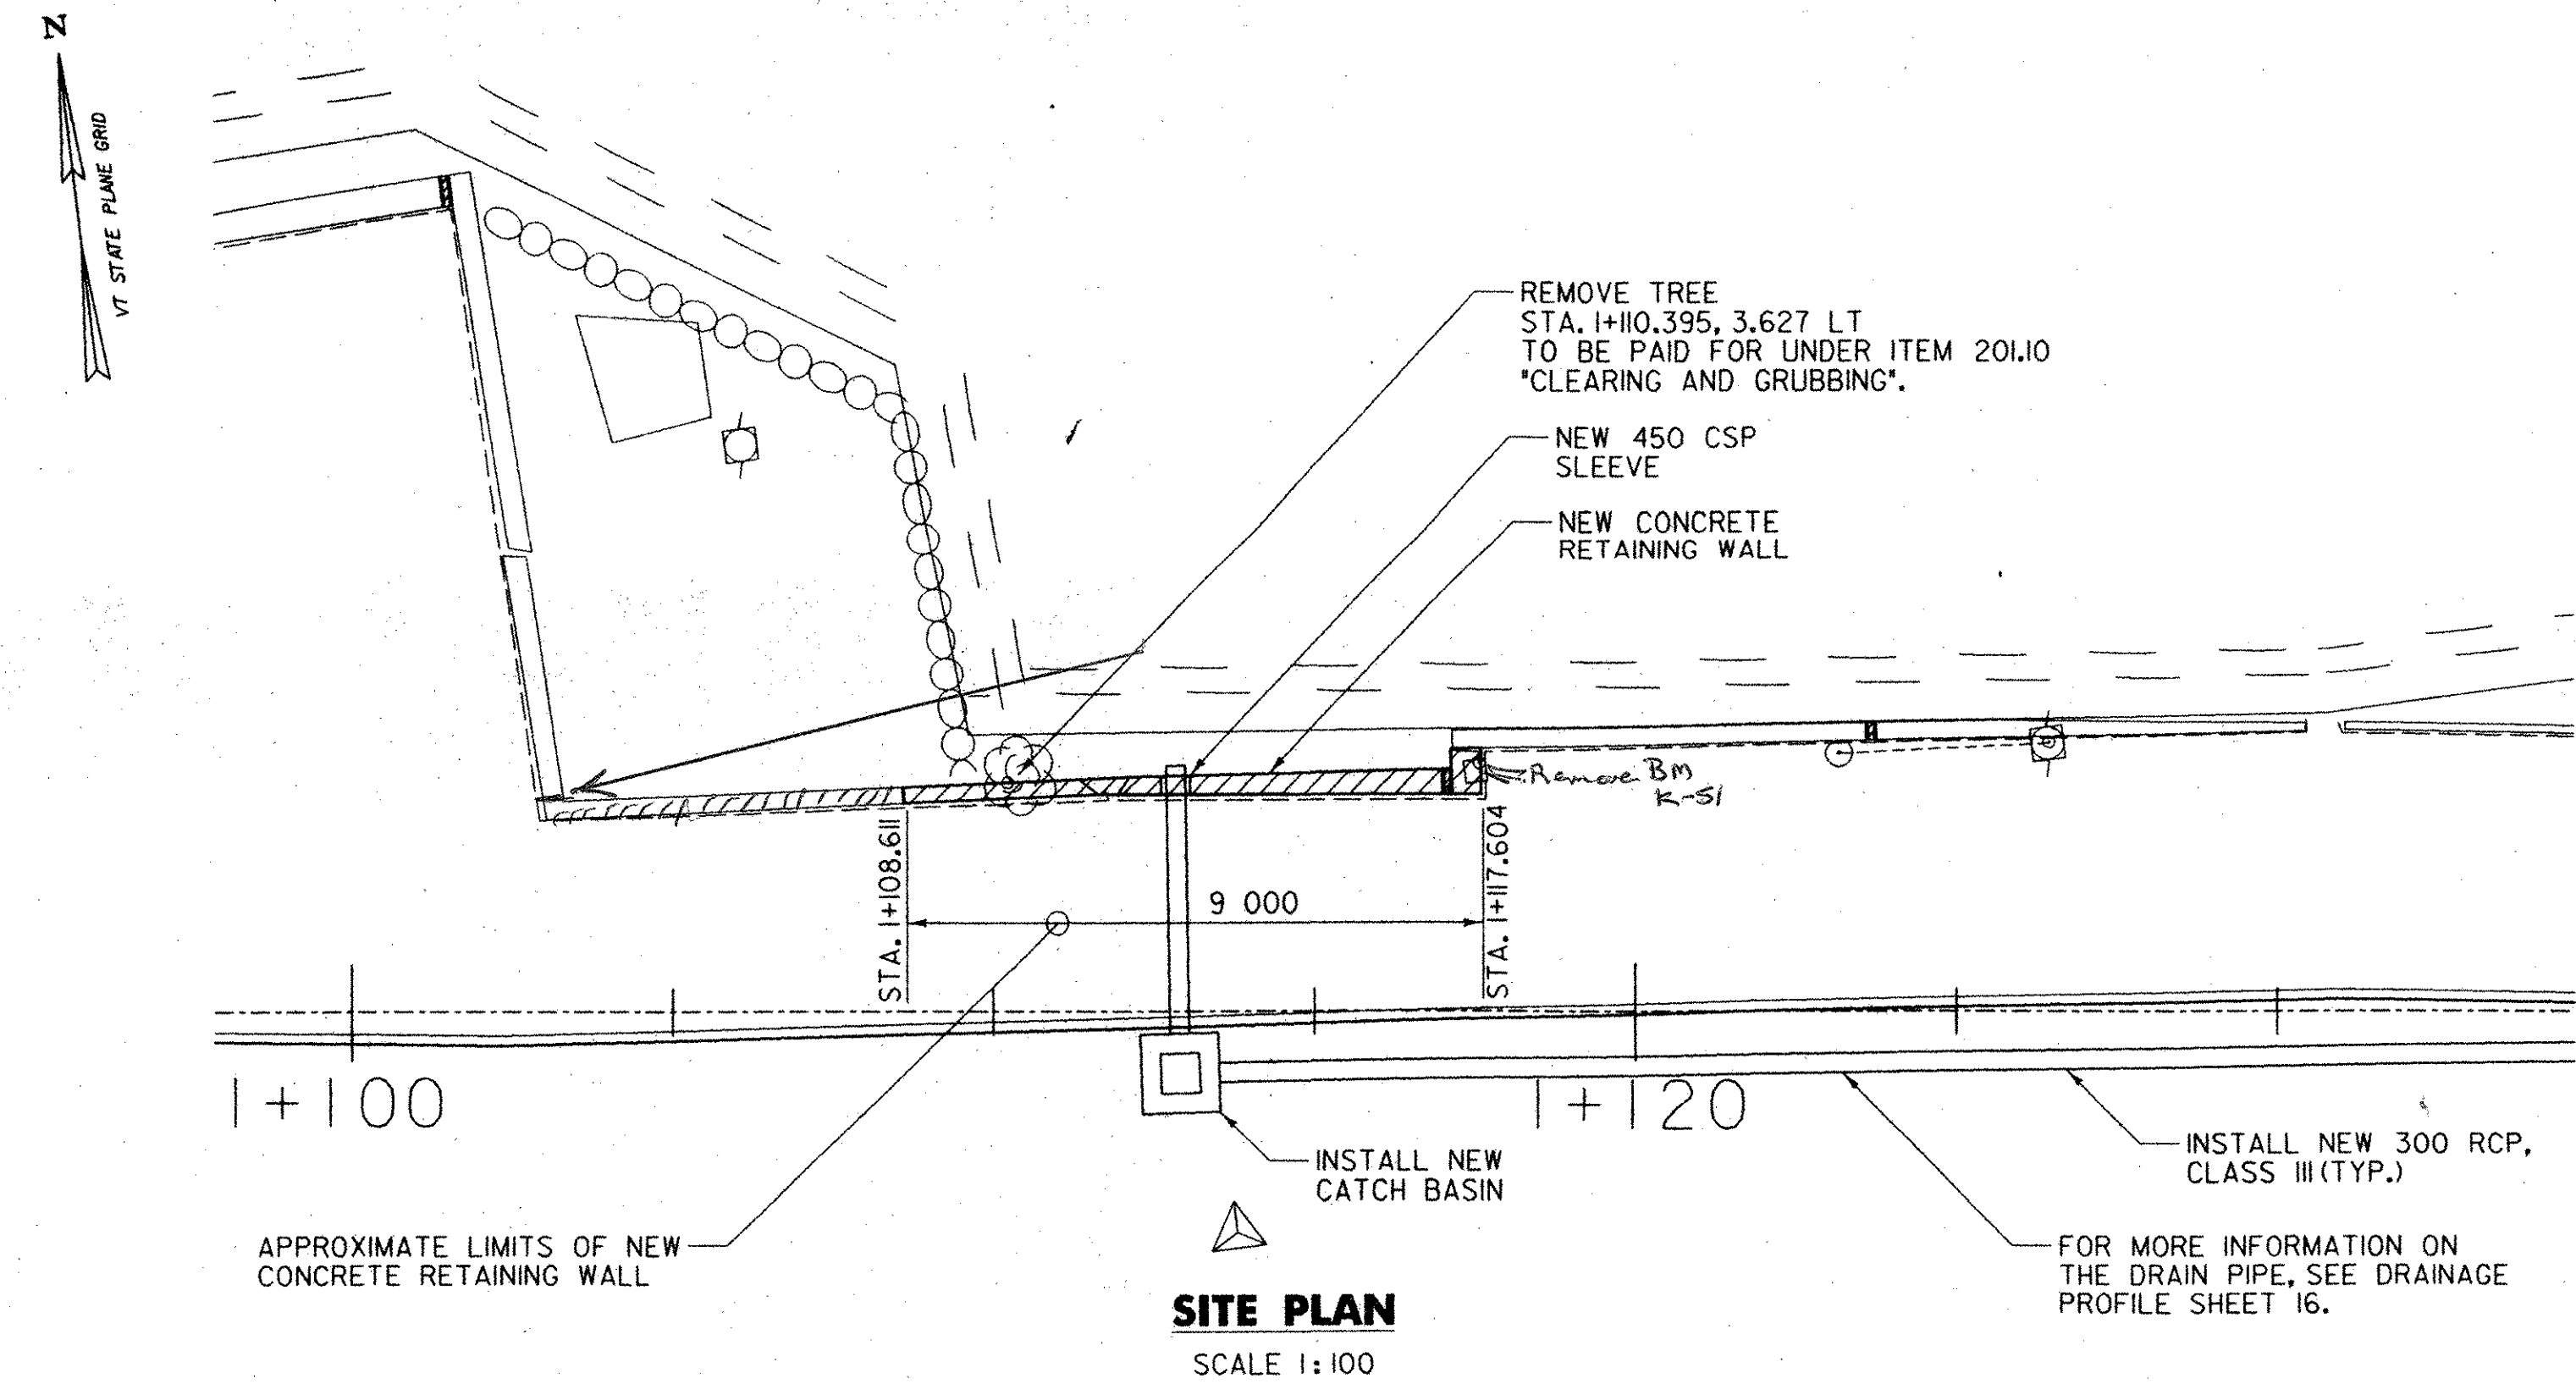 N
VT STATE PLANE GRID
REMOVE TREE
STA. 1+110.395, 3.627 LT
TO BE PAID FOR UNDER ITEM 201.10
"CLEARING AND GRUBBING".
NEW 450 CSP
SLEEVE
NEW CONCRETE
RETAINING WALL
Remove BM
K-51
STA. 1+108.611
9 000
STA. 1+117.604
1+100
1+120
INSTALL NEW
CATCH BASIN
INSTALL NEW 300 RCP,
CLASS III (TYP.)
APPROXIMATE LIMITS OF NEW
CONCRETE RETAINING WALL
FOR MORE INFORMATION ON
THE DRAIN PIPE, SEE DRAINAGE
PROFILE SHEET 16.
SITE PLAN
SCALE 1:100